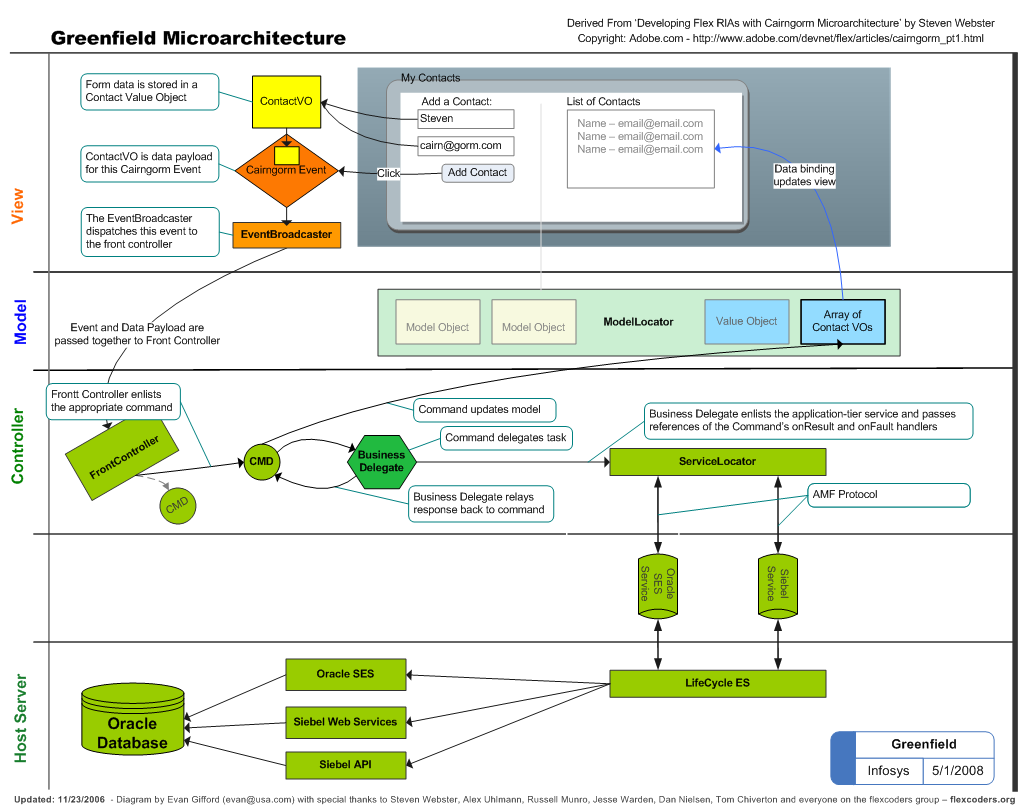 Greenfield Microarchitecture
Derived From 'Developing Flex RIAs with Cairngorm Microarchitecture' by Steven Webster
Copyright: Adobe.com - http://www.adobe.com/devnet/flex/articles/cairngorm_pt1.html
View
Form data is stored in a
Contact Value Object
ContactVO
ContactVO is data payload
for this Cairngorm Event
Cairngorm Event
The EventBroadcaster
dispatches this event to
the front controller
EventBroadcaster
My Contacts
Add a Contact:
Steven
cairn@gorm.com
Click
Add Contact
List of Contacts
Name – email@email.com
Name – email@email.com
Name – email@email.com
Data binding
updates view
Model
Event and Data Payload are
passed together to Front Controller
Model Object
Model Object
ModelLocator
Value Object
Array of
Contact VOs
Controller
Frontt Controller enlists
the appropriate command
FrontController
CMD
CMD
Command updates model
Command delegates task
Business
Delegate
Business Delegate relays
response back to command
Business Delegate enlists the application-tier service and passes
references of the Command's onResult and onFault handlers
ServiceLocator
AMF Protocol
Oracle
SES
Service
Siebel
Service
Host Server
LifeCycle ES
Oracle SES
Siebel Web Services
Siebel API
Oracle
Database
Greenfield
Infosys
5/1/2008
Updated: 11/23/2006 - Diagram by Evan Gifford (evan@usa.com) with special thanks to Steven Webster, Alex Uhlmann, Russell Munro, Jesse Warden, Dan Nielsen, Tom Chiverton and everyone on the flexcoders group – flexcoders.org